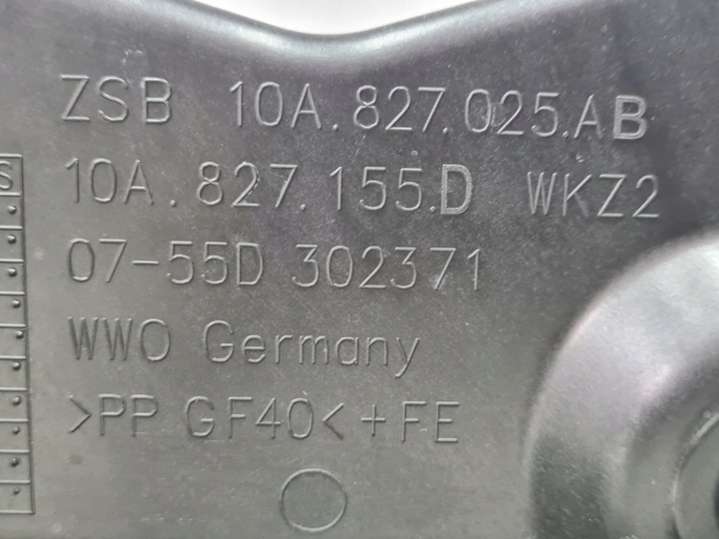 ZSB 10A.827.025.AB
10A.827.155.D WKZ2
07-55D 302371
WWO Germany
>PP GF40<+FE
S